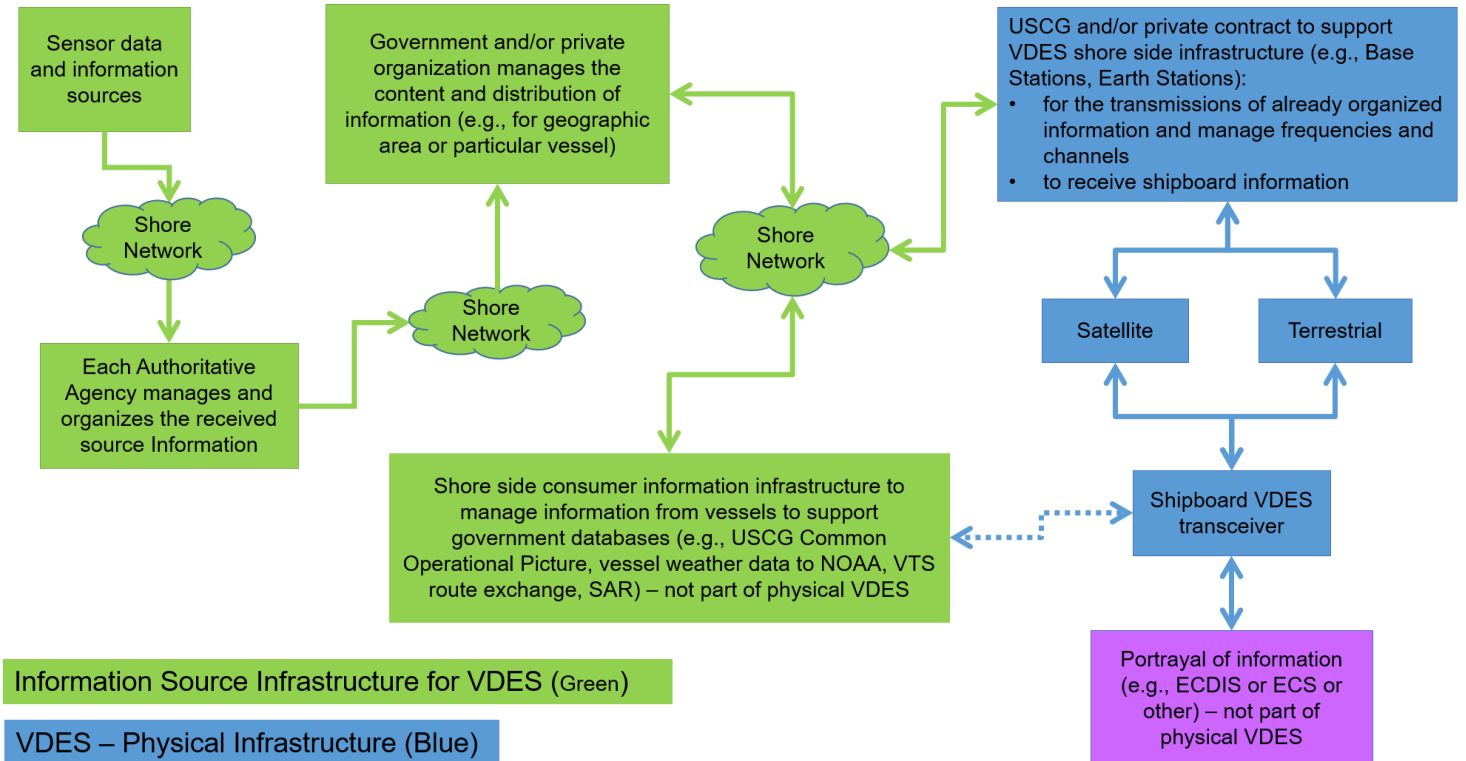 Sensor data
and information
sources
Government and/or private
organization manages the
content and distribution of
information (e.g., for geographic
area or particular vessel)
USCG and/or private contract to support
VDES shore side infrastructure (e.g., Base
Stations, Earth Stations):
• for the transmissions of already organized
information and manage frequencies and
channels
• to receive shipboard information
Shore
Network
Shore
Network
Shore
Network
Satellite
Terrestrial
Each Authoritative
Agency manages and
organizes the received
source Information
Shore side consumer information infrastructure to
manage information from vessels to support
government databases (e.g., USCG Common
Operational Picture, vessel weather data to NOAA, VTS
route exchange, SAR) – not part of physical VDES
Shipboard VDES
transceiver
Portrayal of information
(e.g., ECDIS or ECS or
other) – not part of
physical VDES
Information Source Infrastructure for VDES (Green)
VDES – Physical Infrastructure (Blue)